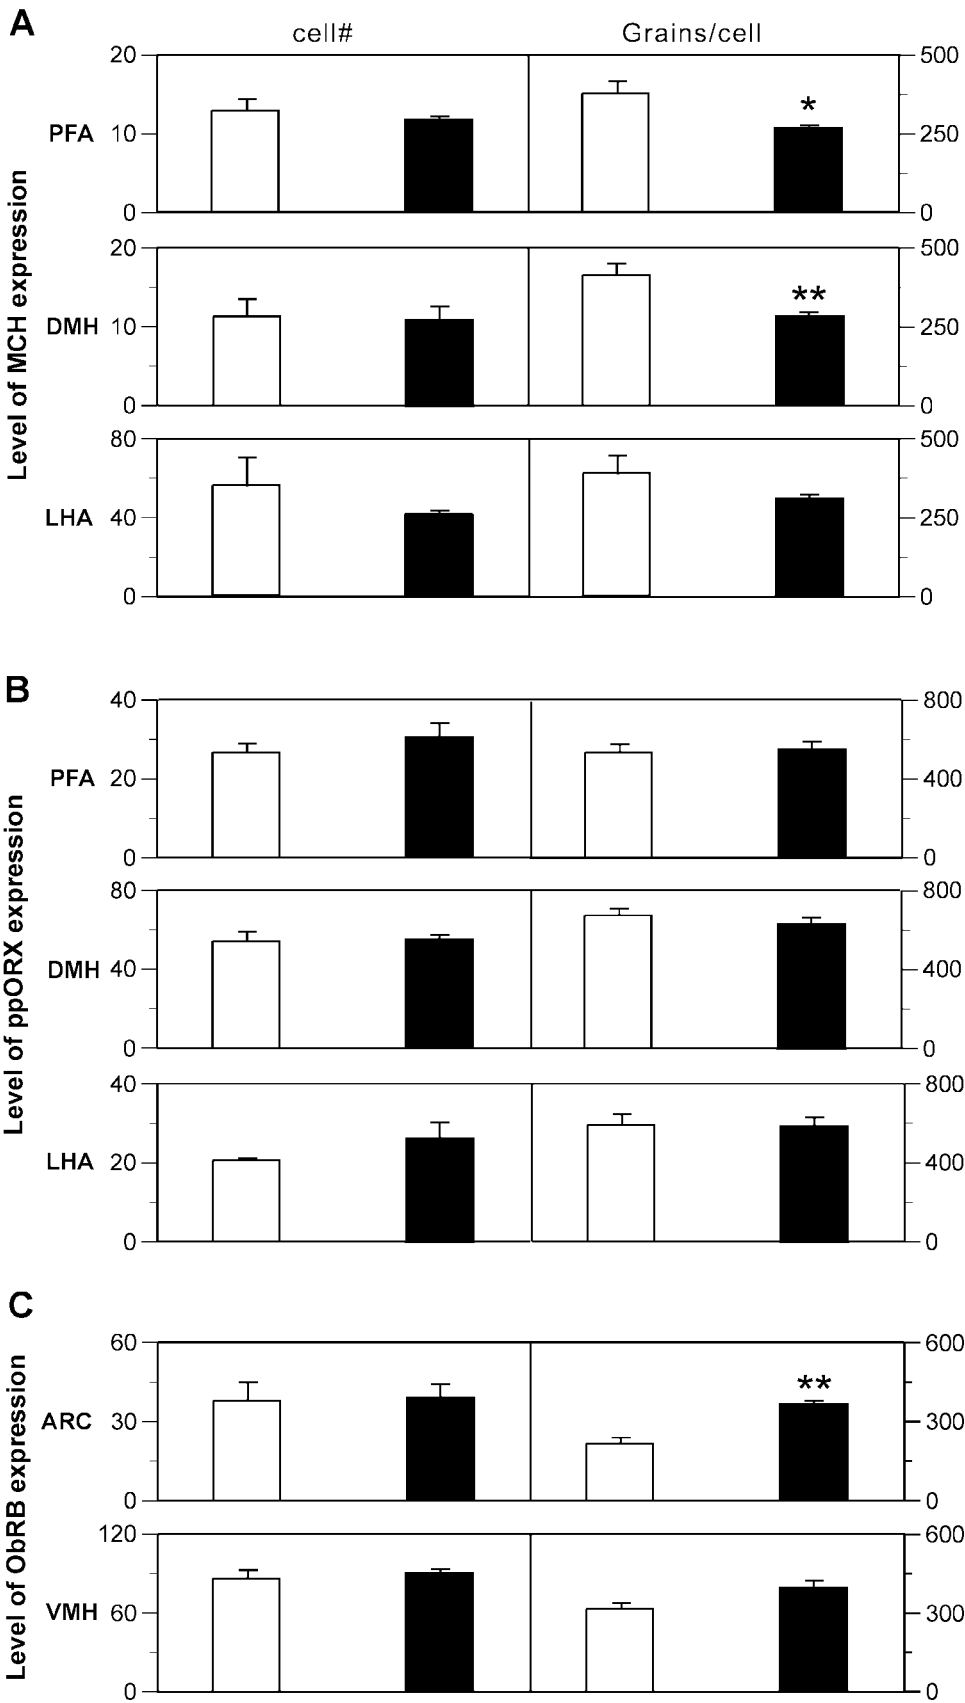 A
cell# Grains/cell
Level of MCH expression
20 500
* 
PFA 10 250
0 0
20 500
**
DMH 10 250
0 0
80 500
LHA 40 250
0 0
B
Level of ppORX expression
40 800
PFA 20 400
0 0
80 800
DMH 40 400
0 0
40 800
LHA 20 400
0 0
C
Level of ObRB expression
60 600
**
ARC 30 300
0 0
120 600
VMH 60 300
0 0